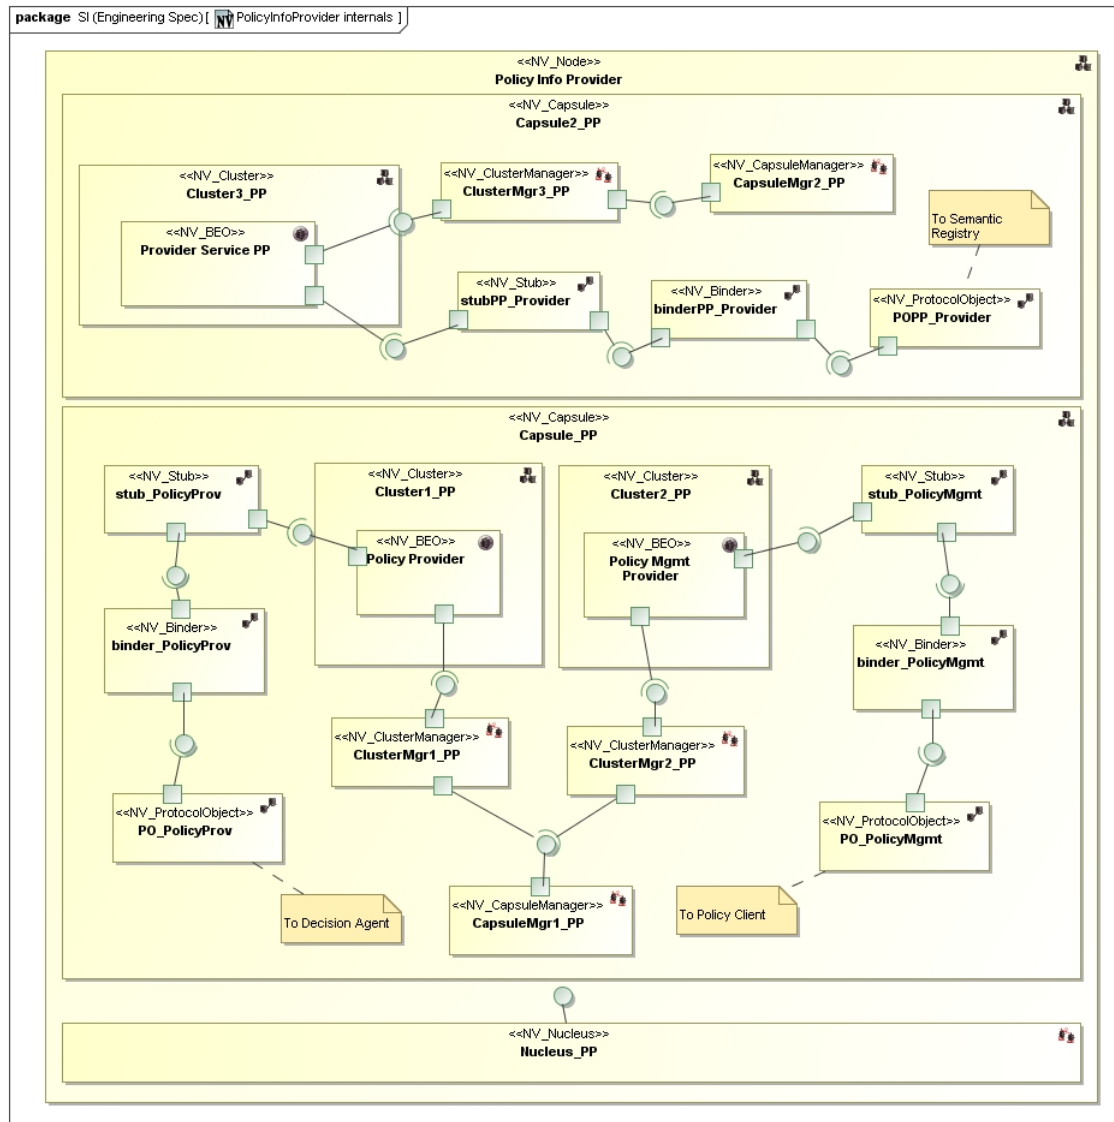 package SI (Engineering Spec) [ NV PolicyInfoProvider internals ]
<<NV_Node>>
Policy Info Provider
<<NV_Capsule>>
Capsule2_PP
<<NV_Cluster>>
Cluster3_PP
<<NV_BEO>>
Provider Service PP
<<NV_ClusterManager>>
ClusterMgr3_PP
<<NV_CapsuleManager>>
CapsuleMgr2_PP
To Semantic
Registry
<<NV_Stub>>
stubPP_Provider
<<NV_Binder>>
binderPP_Provider
<<NV_ProtocolObject>>
POPP_Provider
<<NV_Capsule>>
Capsule_PP
<<NV_Stub>>
stub_PolicyProv
<<NV_Cluster>>
Cluster1_PP
<<NV_BEO>>
Policy Provider
<<NV_Cluster>>
Cluster2_PP
<<NV_BEO>>
Policy Mgmt
Provider
<<NV_Stub>>
stub_PolicyMgmt
<<NV_Binder>>
binder_PolicyProv
<<NV_Binder>>
binder_PolicyMgmt
<<NV_ClusterManager>>
ClusterMgr1_PP
<<NV_ClusterManager>>
ClusterMgr2_PP
<<NV_ProtocolObject>>
PO_PolicyProv
<<NV_ProtocolObject>>
PO_PolicyMgmt
To Decision Agent
<<NV_CapsuleManager>>
CapsuleMgr1_PP
To Policy Client
<<NV_Nucleus>>
Nucleus_PP